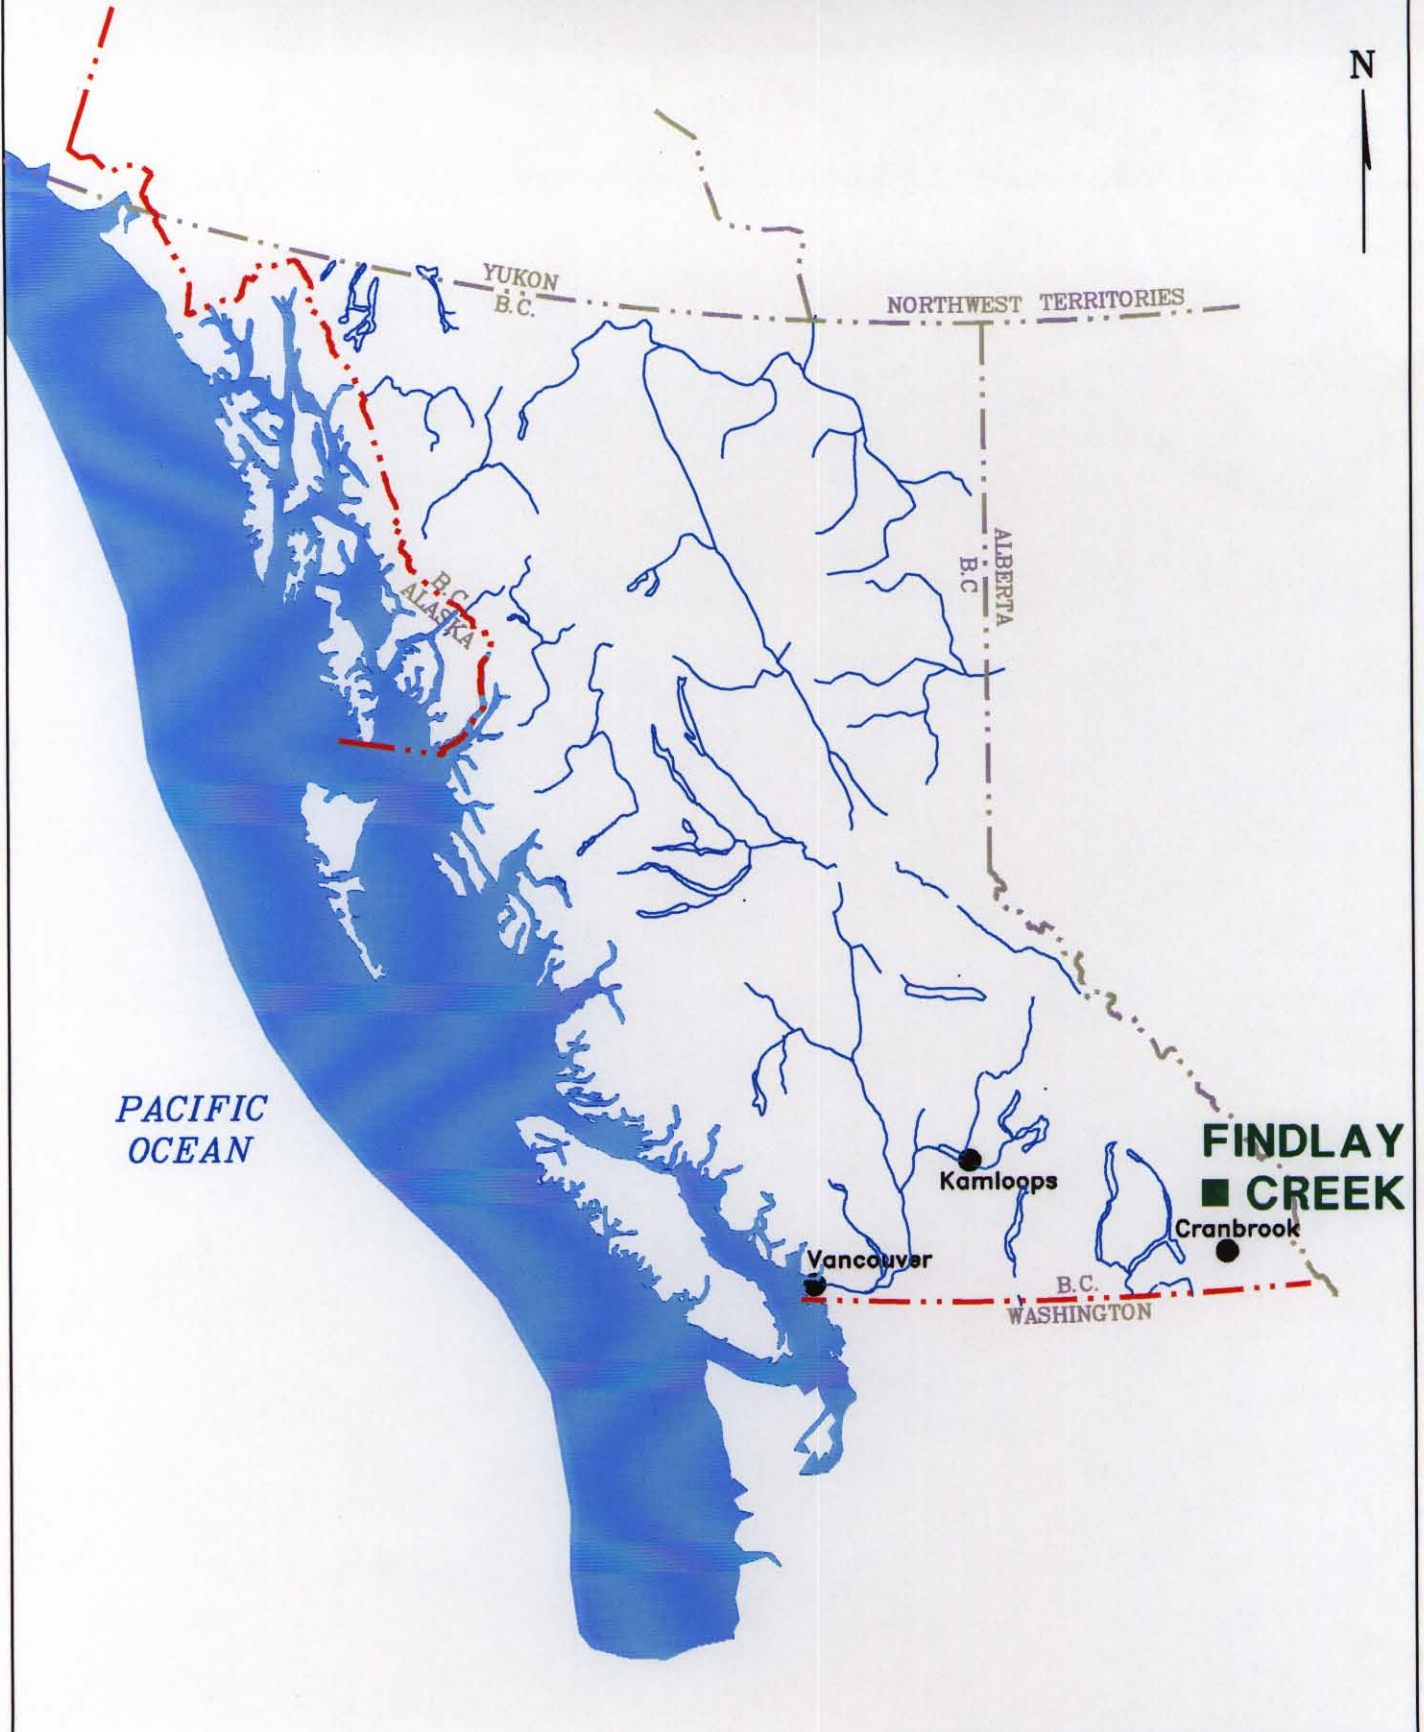 N
YUKON
B.C.
NORTHWEST TERRITORIES
ALBERTA
B.C
B.C.
ALASKA
PACIFIC
OCEAN
FINDLAY
CREEK
Kamloops
Cranbrook
Vancouver
B.C.
WASHINGTON